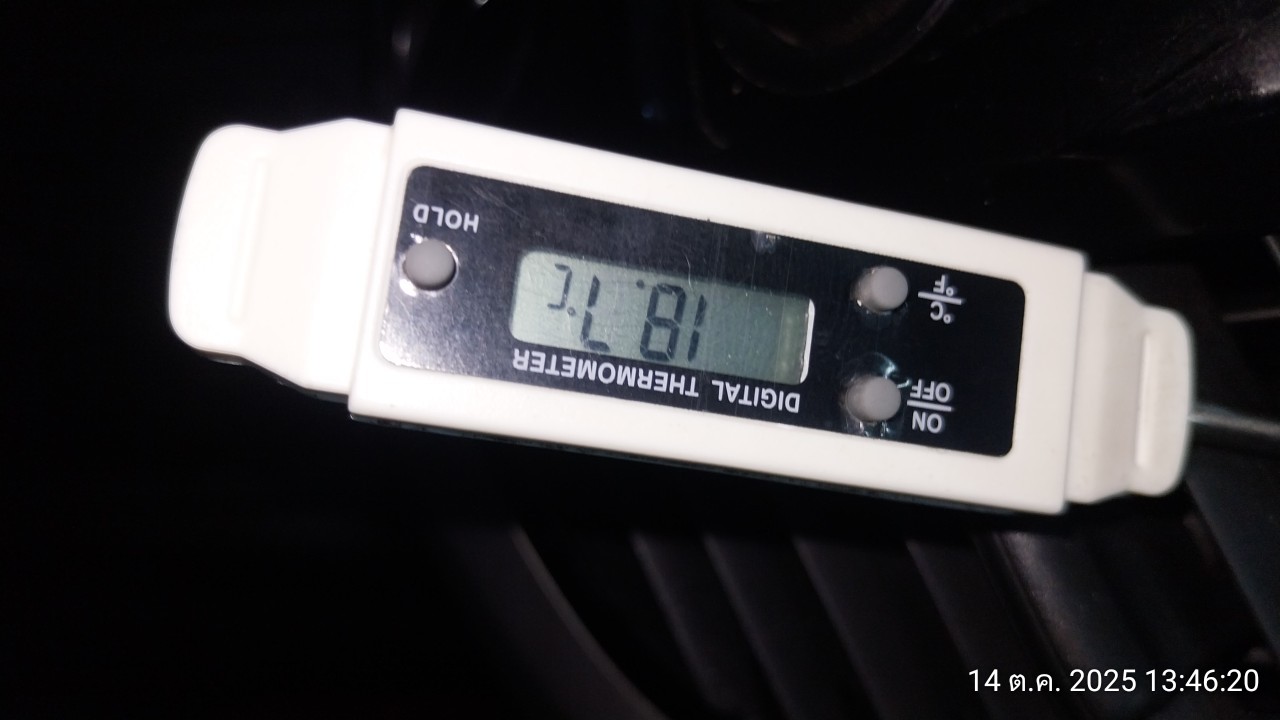 DIGITAL THERMOMETER
ON
OFF
18.7°C
°C
°F
HOLD
14 ต.ค. 2025 13:46:20